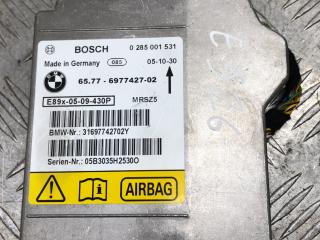 BOSCH 0 285 001 531
Made in Germany 085 05-10-30
65.77 - 6977427-02
E89x-05-09-430P MRSZ5
BMW-Nr.: 31697742702Y
Serien-Nr.: 05B3035H2530O
AIRBAG